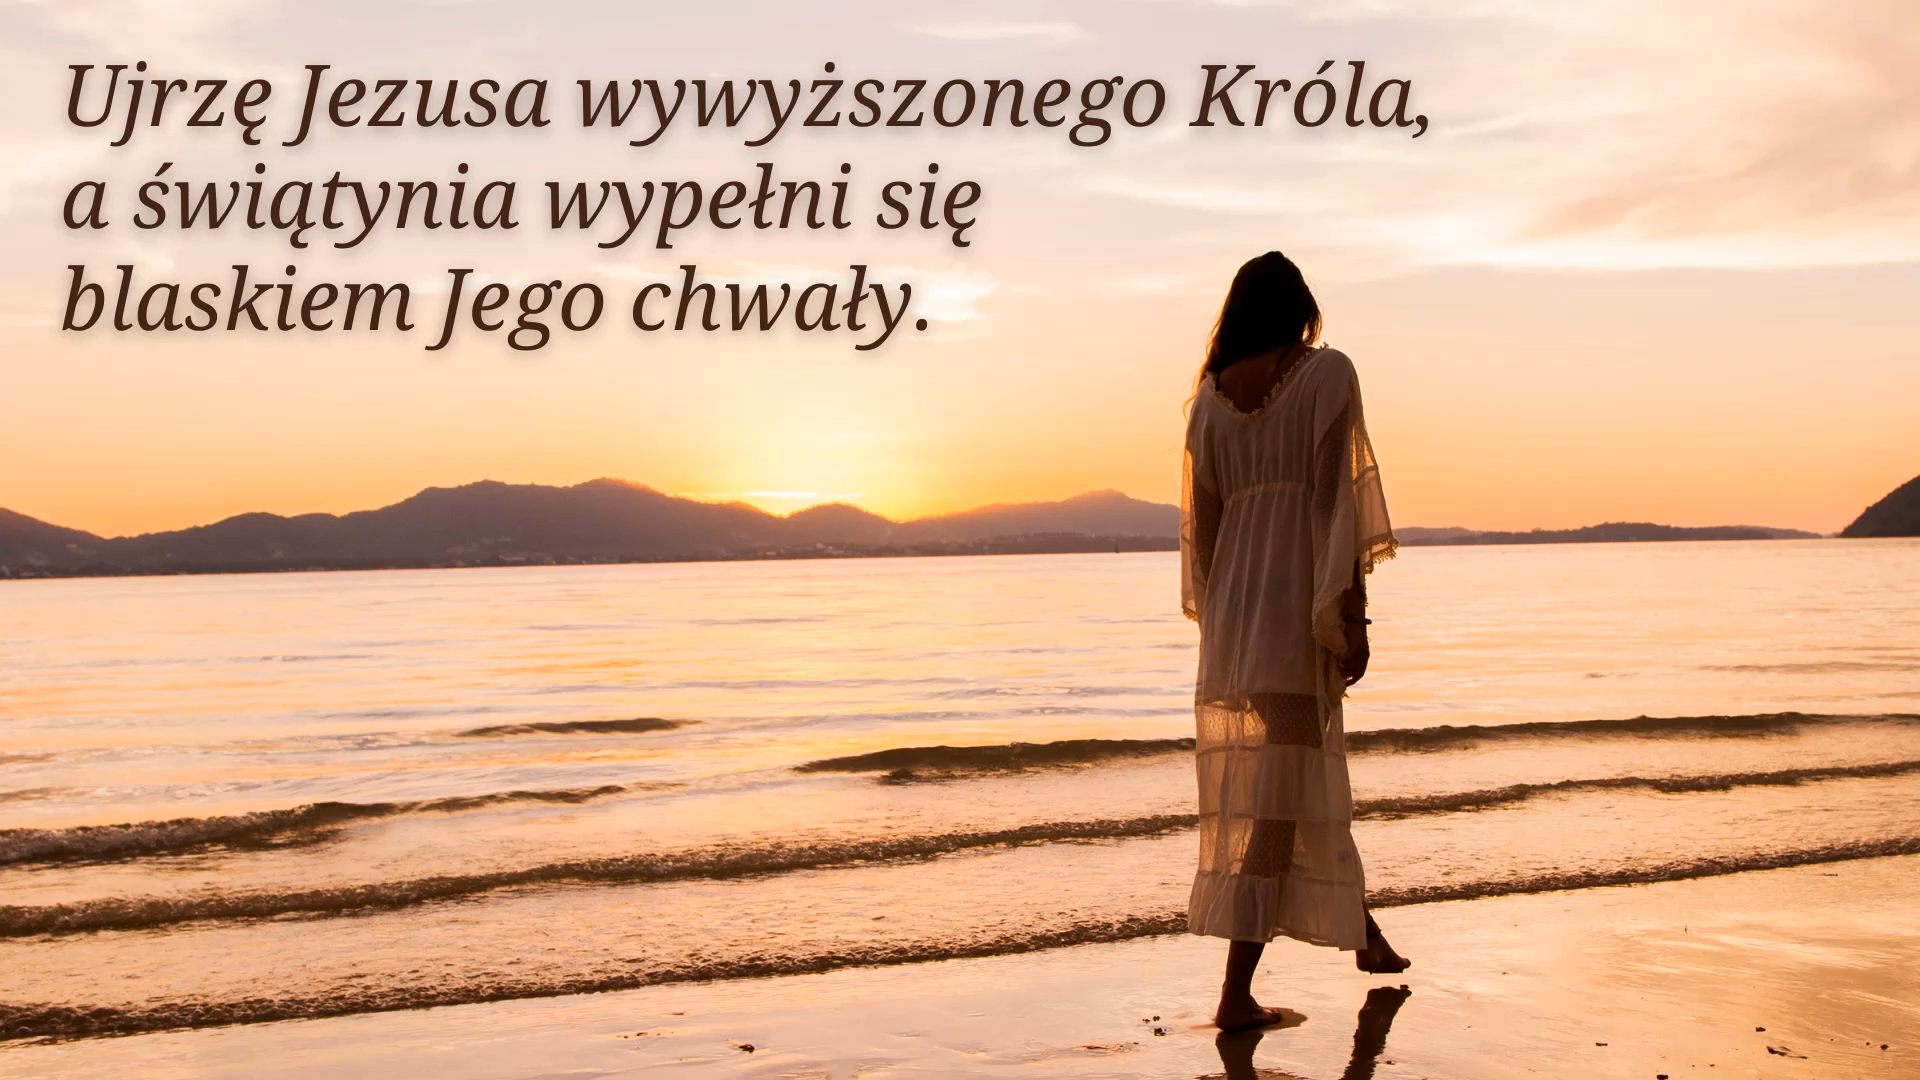 Ujrzę Jezusa wywyższonego Króla,
a świątynia wypełni się
blaskiem Jego chwały.